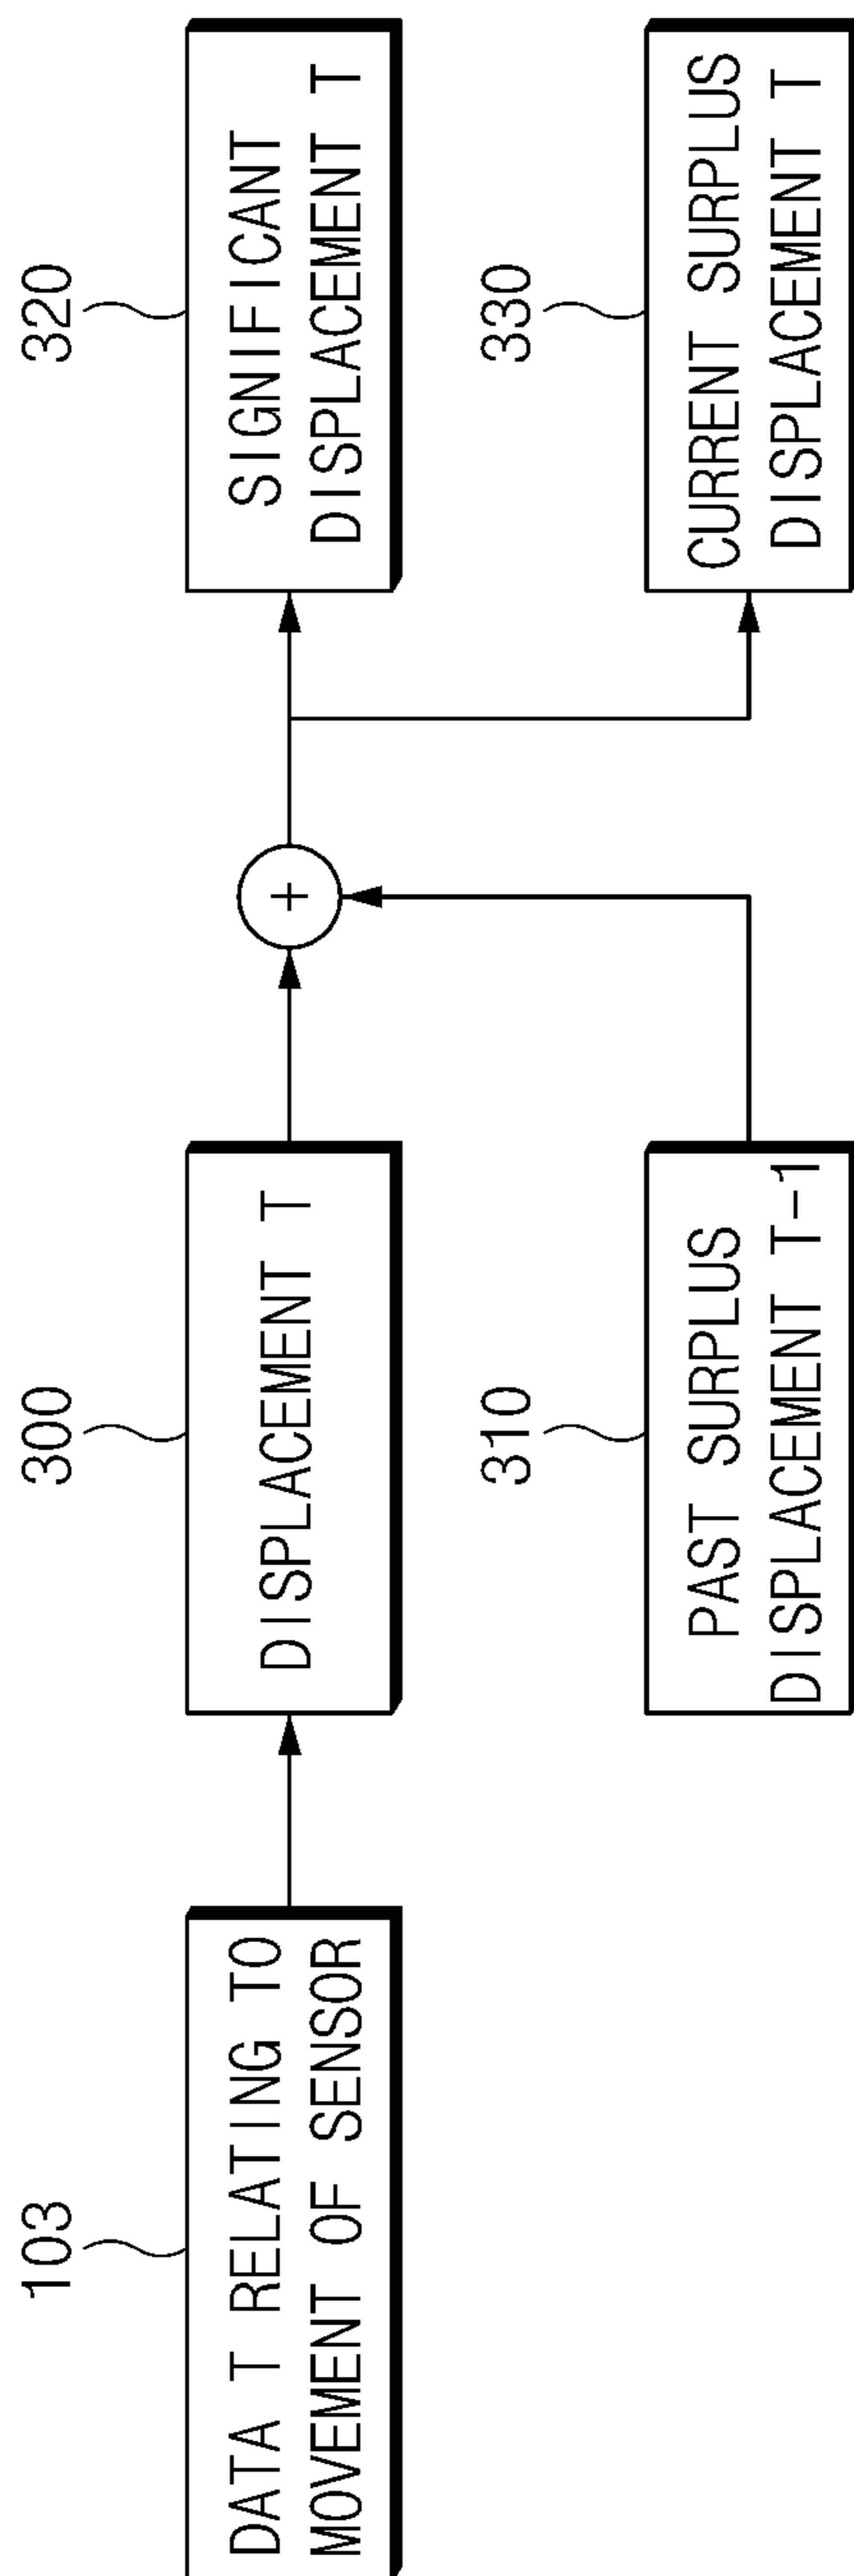 103
DATA T RELATING TO
MOVEMENT OF SENSOR
300
DISPLACEMENT T
310
PAST SURPLUS
DISPLACEMENT T-1
+
320
SIGNIFICANT
DISPLACEMENT T
330
CURRENT SURPLUS
DISPLACEMENT T